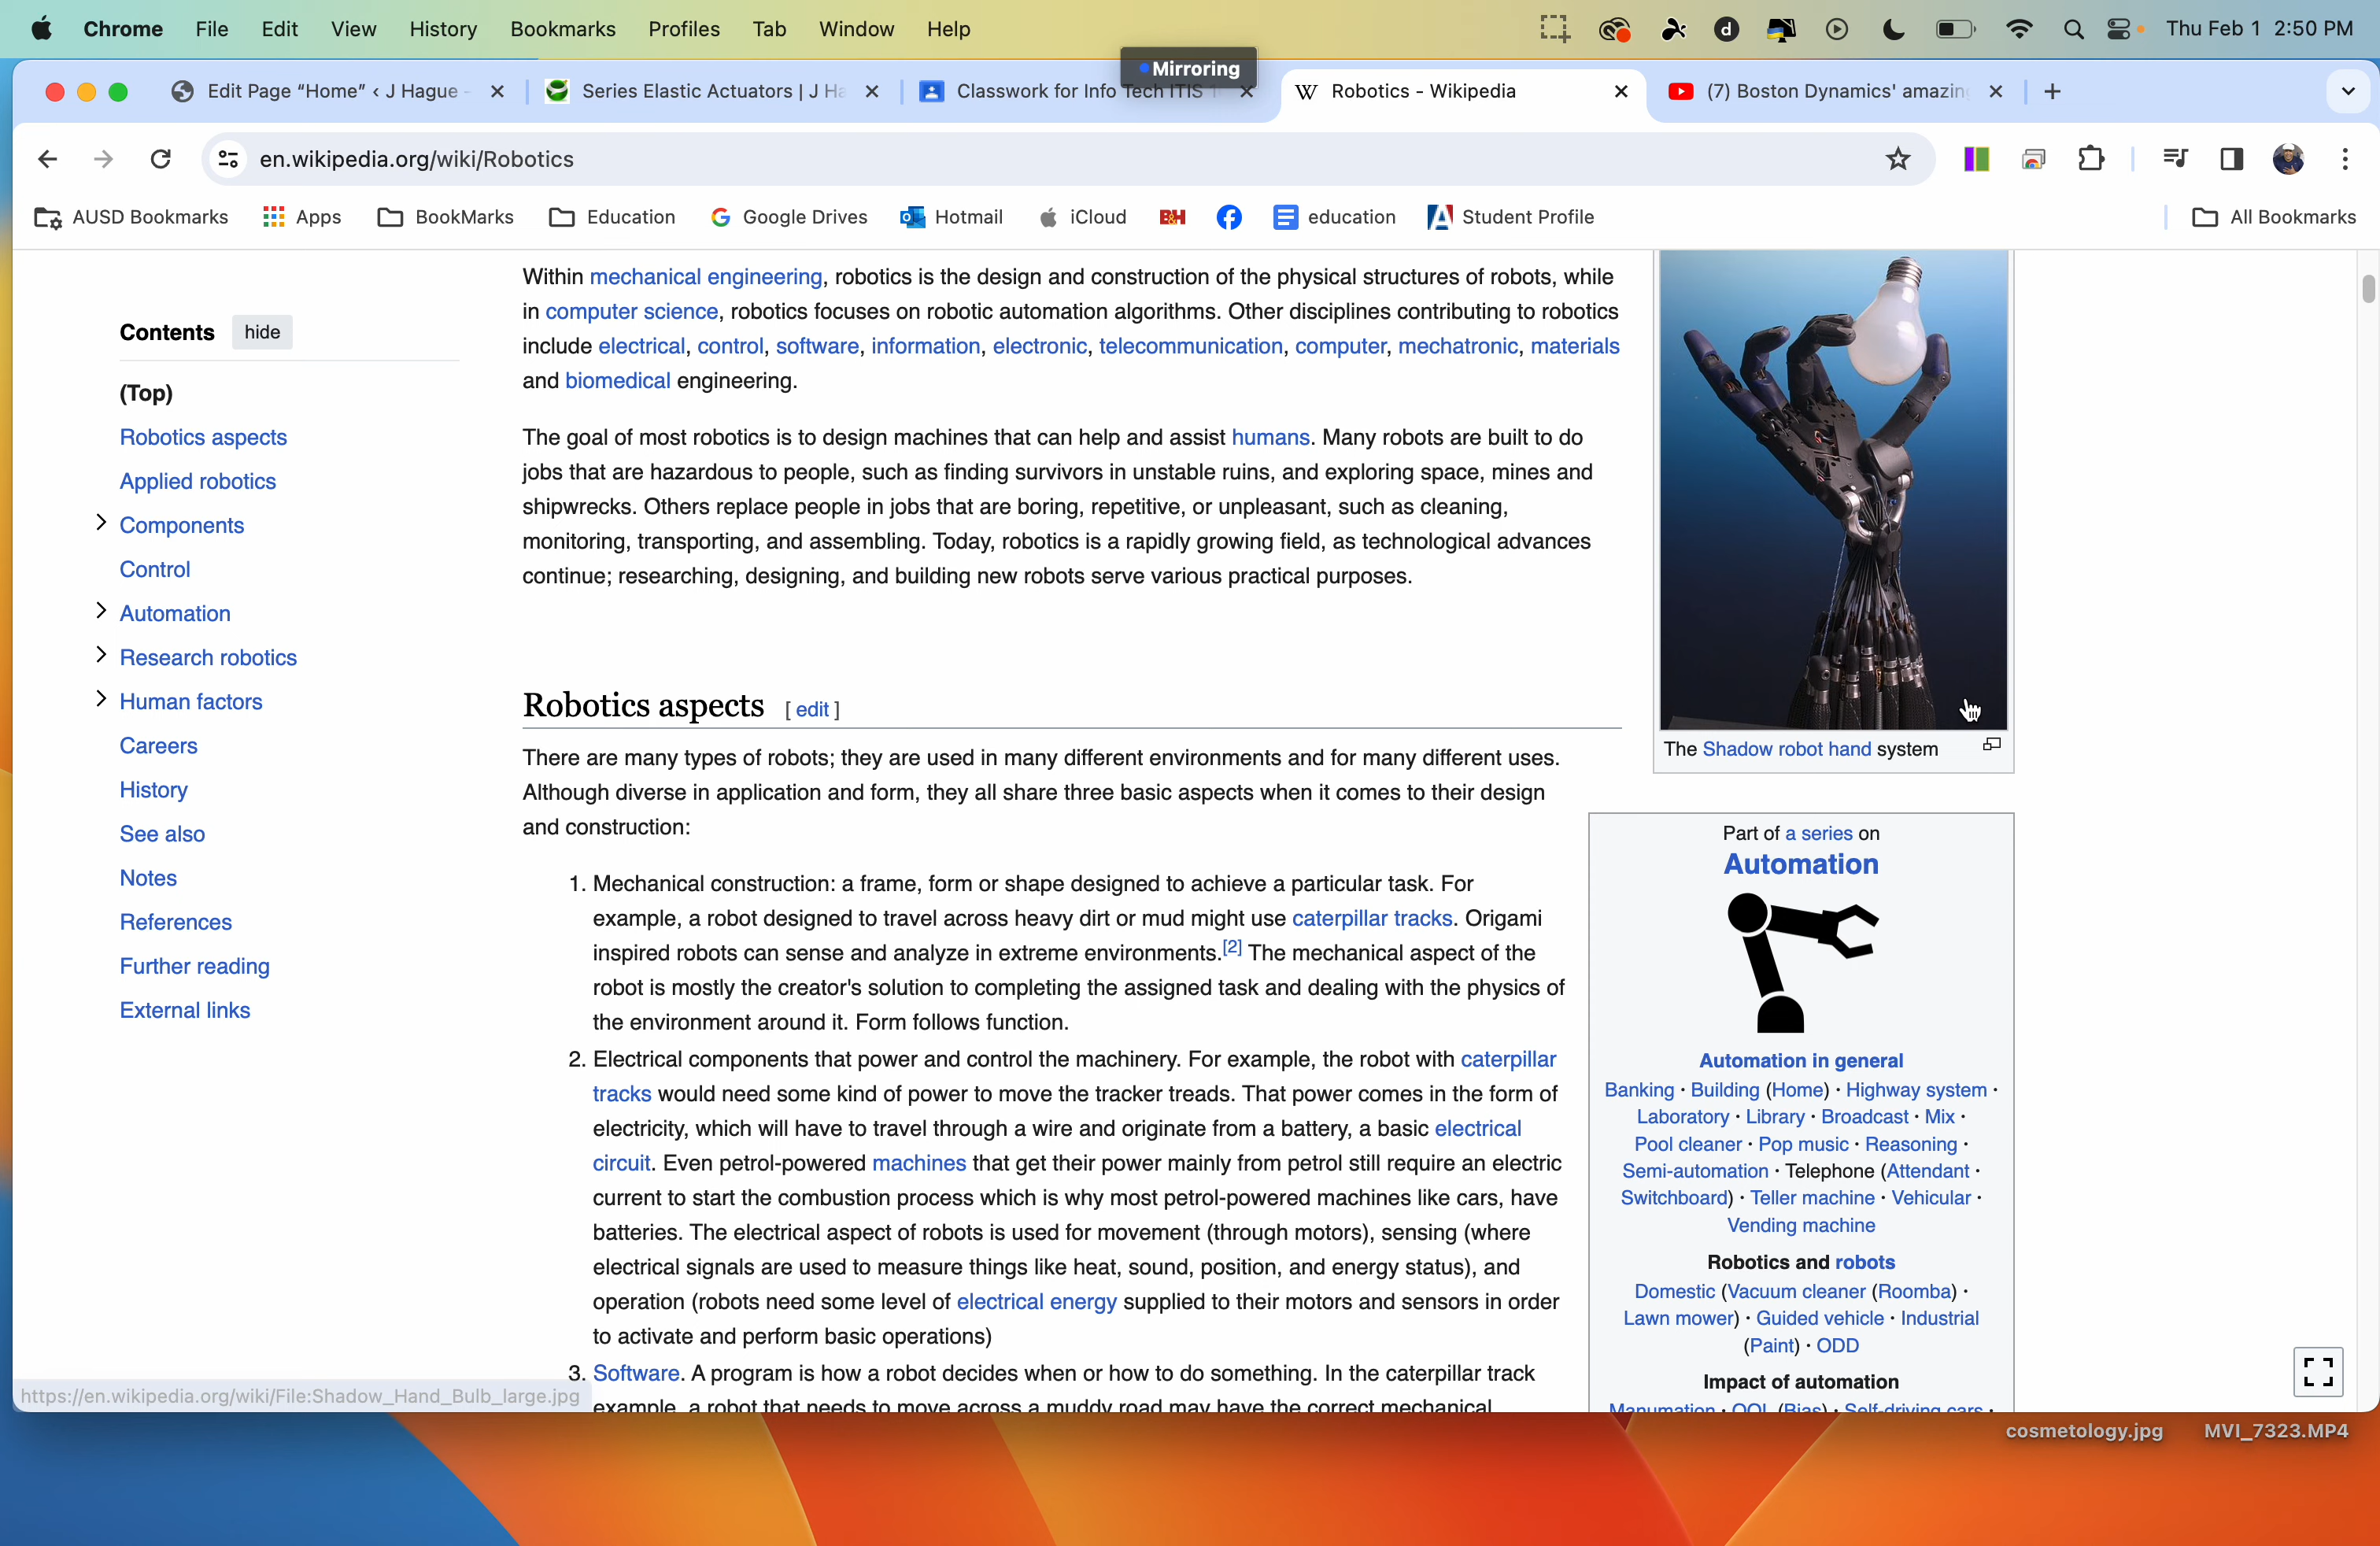 Chrome File Edit View History Bookmarks Profiles Tab Window Help
Thu Feb 1 2:50 PM
Mirroring
Edit Page “Home” ‹ J Hague -
Series Elastic Actuators | J Ha
Classwork for Info Tech ITIS 1
Robotics - Wikipedia
(7) Boston Dynamics' amazin
en.wikipedia.org/wiki/Robotics
AUSD Bookmarks Apps BookMarks Education Google Drives Hotmail iCloud B&H education Student Profile All Bookmarks
Contents hide
(Top)
Robotics aspects
Applied robotics
Components
Control
Automation
Research robotics
Human factors
Careers
History
See also
Notes
References
Further reading
External links
Within mechanical engineering, robotics is the design and construction of the physical structures of robots, while
in computer science, robotics focuses on robotic automation algorithms. Other disciplines contributing to robotics
include electrical, control, software, information, electronic, telecommunication, computer, mechatronic, materials
and biomedical engineering.
The goal of most robotics is to design machines that can help and assist humans. Many robots are built to do
jobs that are hazardous to people, such as finding survivors in unstable ruins, and exploring space, mines and
shipwrecks. Others replace people in jobs that are boring, repetitive, or unpleasant, such as cleaning,
monitoring, transporting, and assembling. Today, robotics is a rapidly growing field, as technological advances
continue; researching, designing, and building new robots serve various practical purposes.
Robotics aspects [ edit ]
There are many types of robots; they are used in many different environments and for many different uses.
Although diverse in application and form, they all share three basic aspects when it comes to their design
and construction:
1. Mechanical construction: a frame, form or shape designed to achieve a particular task. For
example, a robot designed to travel across heavy dirt or mud might use caterpillar tracks. Origami
inspired robots can sense and analyze in extreme environments.[2] The mechanical aspect of the
robot is mostly the creator's solution to completing the assigned task and dealing with the physics of
the environment around it. Form follows function.
2. Electrical components that power and control the machinery. For example, the robot with caterpillar
tracks would need some kind of power to move the tracker treads. That power comes in the form of
electricity, which will have to travel through a wire and originate from a battery, a basic electrical
circuit. Even petrol-powered machines that get their power mainly from petrol still require an electric
current to start the combustion process which is why most petrol-powered machines like cars, have
batteries. The electrical aspect of robots is used for movement (through motors), sensing (where
electrical signals are used to measure things like heat, sound, position, and energy status), and
operation (robots need some level of electrical energy supplied to their motors and sensors in order
to activate and perform basic operations)
3. Software. A program is how a robot decides when or how to do something. In the caterpillar track
example, a robot that needs to move across a muddy road may have the correct mechanical
The Shadow robot hand system
Part of a series on
Automation
Automation in general
Banking · Building (Home) · Highway system ·
Laboratory · Library · Broadcast · Mix ·
Pool cleaner · Pop music · Reasoning ·
Semi-automation · Telephone (Attendant ·
Switchboard) · Teller machine · Vehicular ·
Vending machine
Robotics and robots
Domestic (Vacuum cleaner (Roomba) ·
Lawn mower) · Guided vehicle · Industrial
(Paint) · ODD
Impact of automation
Manumation · OOL (Bias) · Self-driving cars ·
https://en.wikipedia.org/wiki/File:Shadow_Hand_Bulb_large.jpg
cosmetology.jpg MVI_7323.MP4